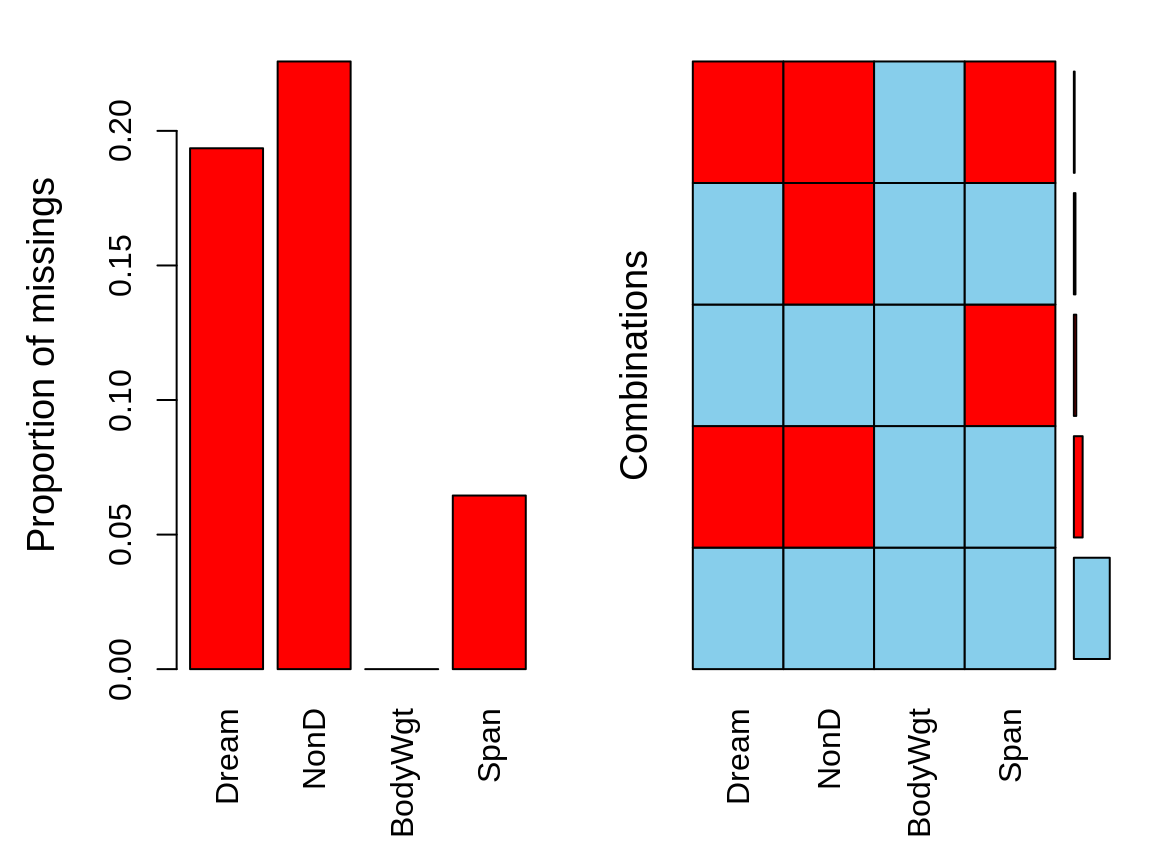 Proportion of missings
0.20
0.15
0.10
0.05
0.00
Dream
NonD
BodyWgt
Span
Combinations
Dream
NonD
BodyWgt
Span